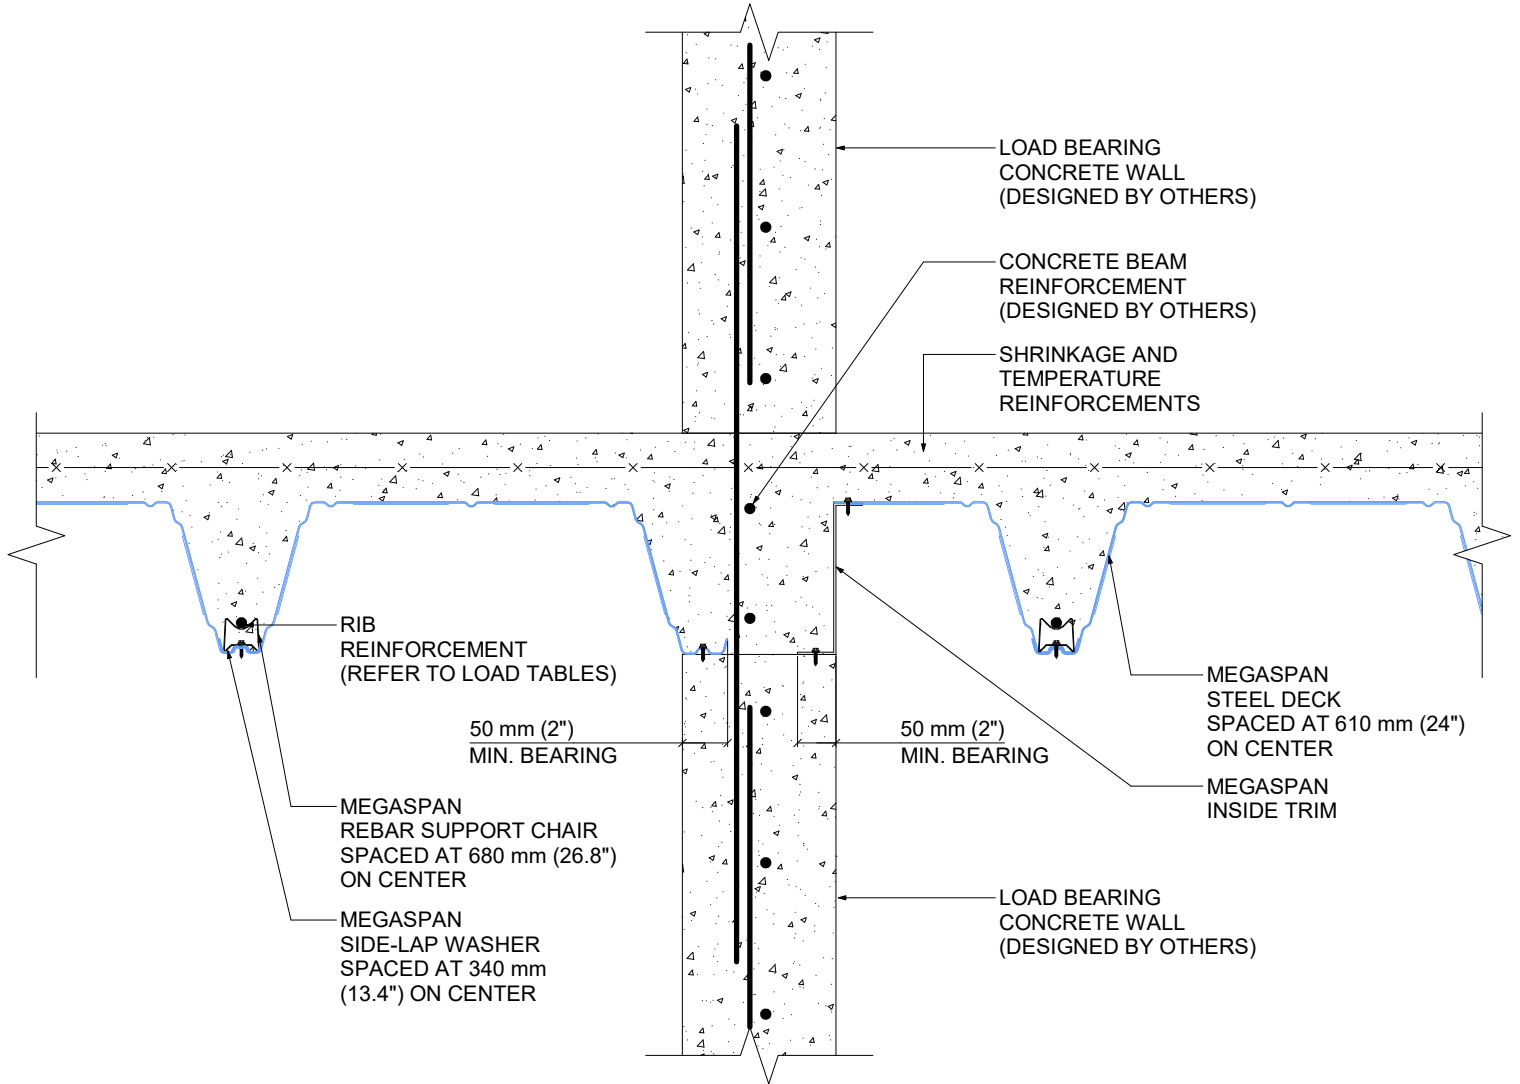 LOAD BEARING
CONCRETE WALL
(DESIGNED BY OTHERS)
CONCRETE BEAM
REINFORCEMENT
(DESIGNED BY OTHERS)
SHRINKAGE AND
TEMPERATURE
REINFORCEMENTS
RIB
REINFORCEMENT
(REFER TO LOAD TABLES)
50 mm (2")
MIN. BEARING
50 mm (2")
MIN. BEARING
MEGASPAN
STEEL DECK
SPACED AT 610 mm (24")
ON CENTER
MEGASPAN
INSIDE TRIM
MEGASPAN
REBAR SUPPORT CHAIR
SPACED AT 680 mm (26.8")
ON CENTER
MEGASPAN
SIDE-LAP WASHER
SPACED AT 340 mm
(13.4") ON CENTER
LOAD BEARING
CONCRETE WALL
(DESIGNED BY OTHERS)